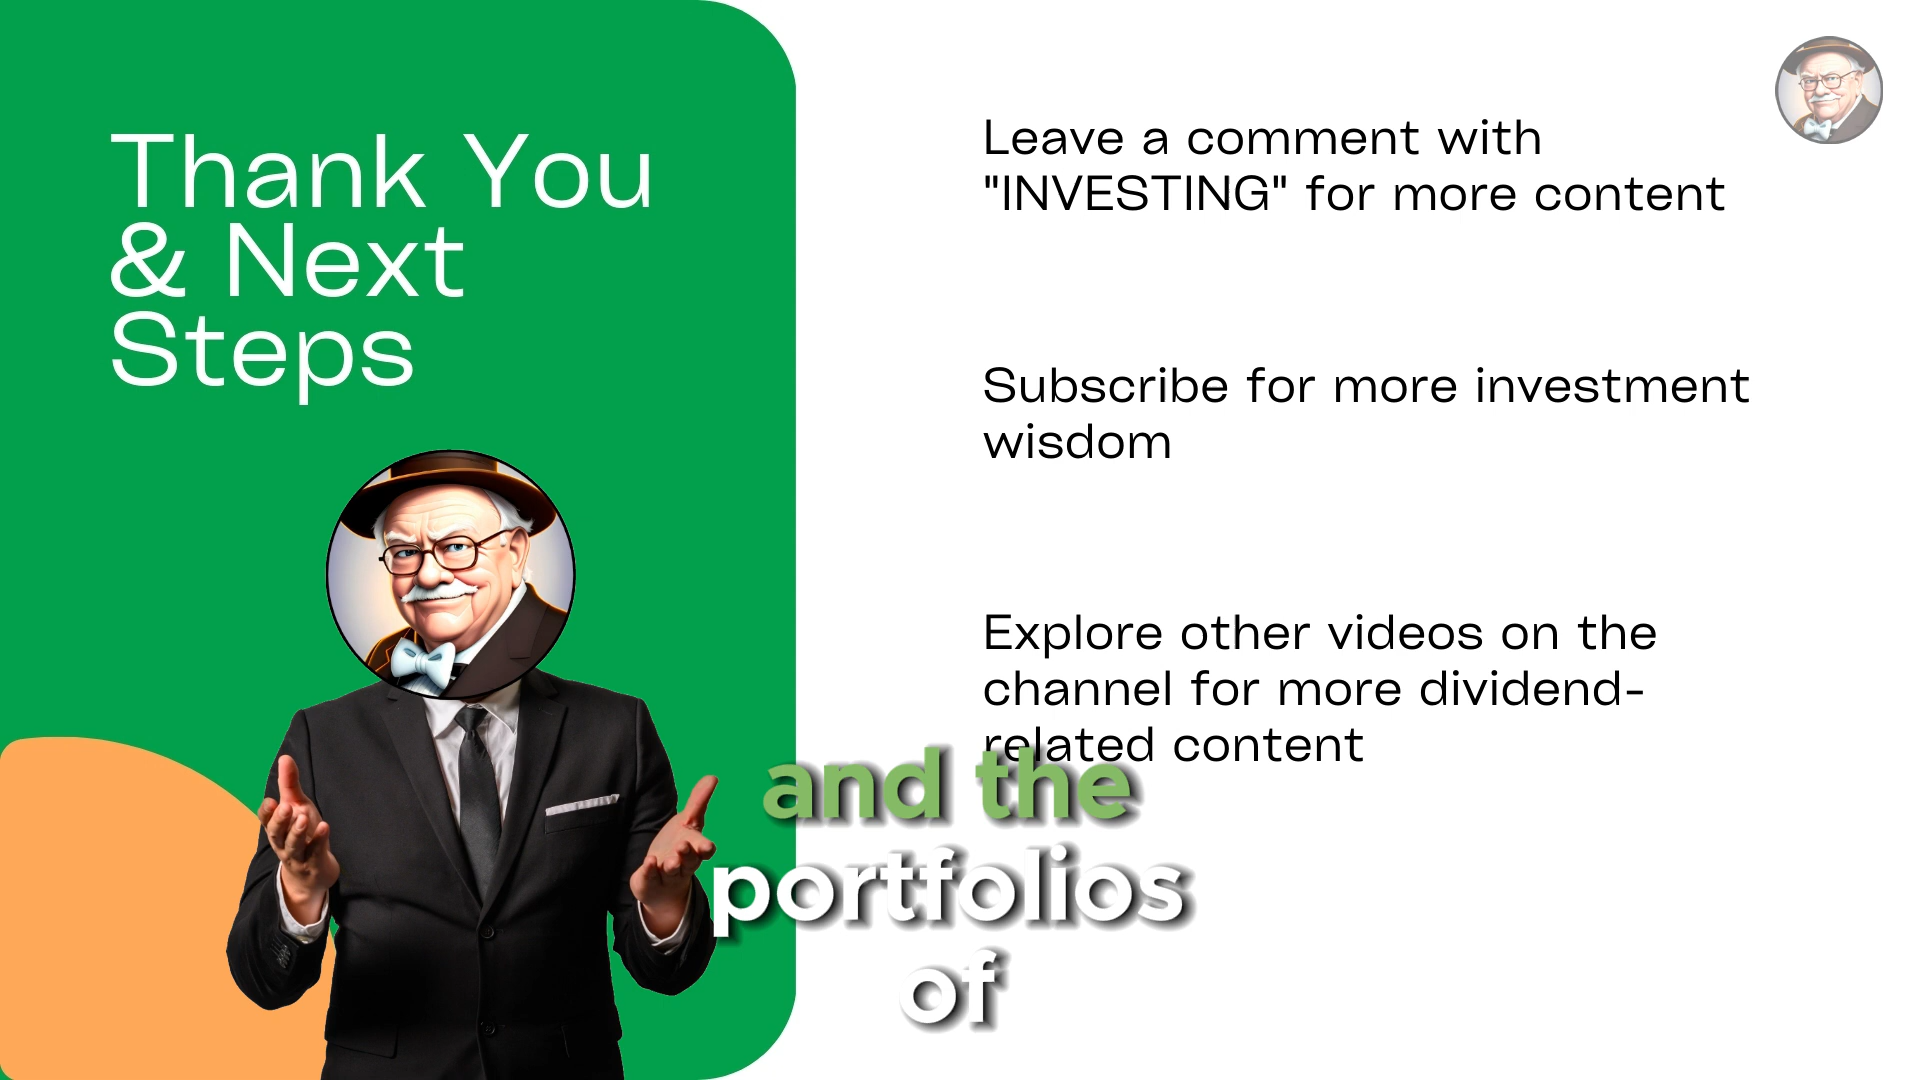 Thank You
& Next
Steps
Leave a comment with
"INVESTING" for more content
Subscribe for more investment
wisdom
Explore other videos on the
channel for more dividend-
related content
and the
portfolios
of